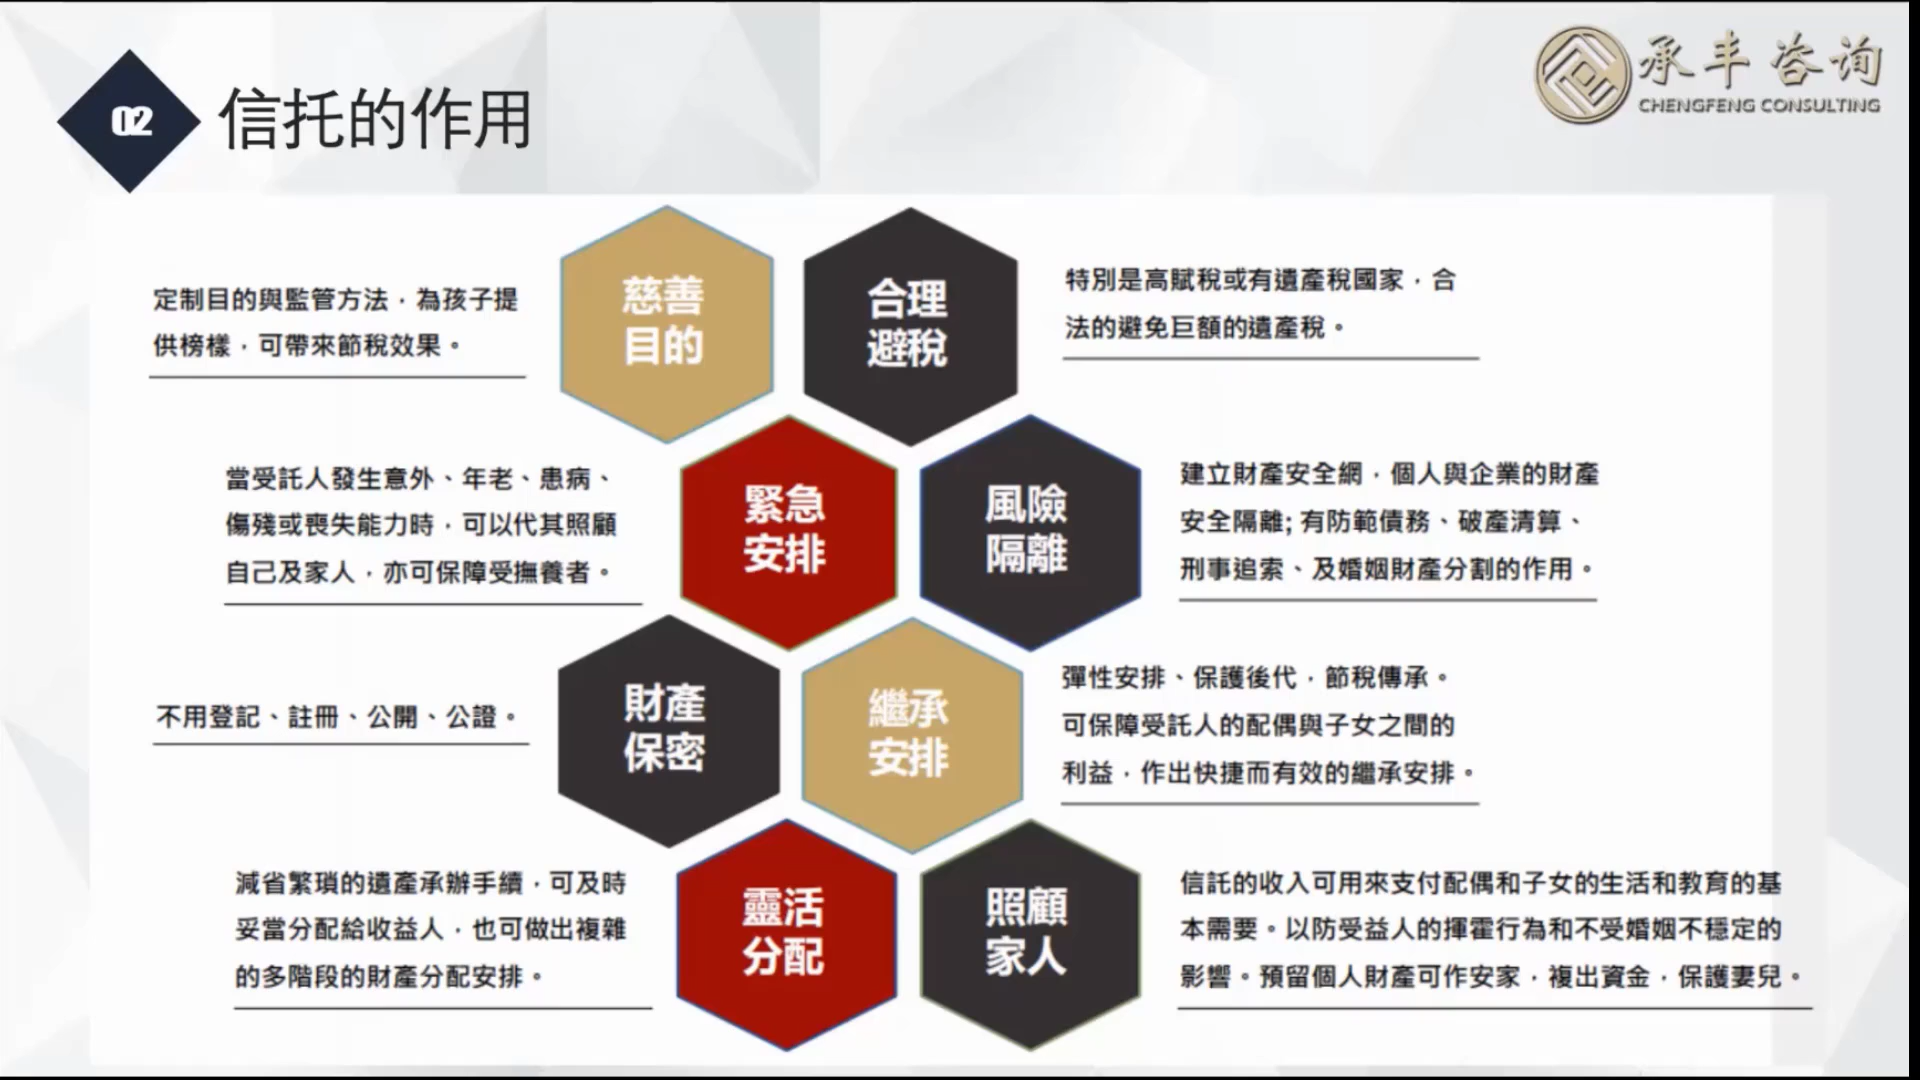 02
信托的作用
承丰咨询
CHENGFENG CONSULTING
定制目的與監管方法，為孩子提
供榜樣，可帶來節稅效果。
慈善
目的
合理
避稅
特別是高賦稅或有遺產稅國家，合
法的避免巨額的遺產稅。
當受託人發生意外、年老、患病、
傷殘或喪失能力時，可以代其照顧
自己及家人，亦可保障受撫養者。
緊急
安排
風險
隔離
建立財產安全網，個人與企業的財產
安全隔離; 有防範債務、破產清算、
刑事追索、及婚姻財產分割的作用。
不用登記、註冊、公開、公證。
財產
保密
繼承
安排
彈性安排、保護後代，節稅傳承。
可保障受託人的配偶與子女之間的
利益，作出快捷而有效的繼承安排。
減省繁瑣的遺產承辦手續，可及時
妥當分配給收益人，也可做出複雜
的多階段的財產分配安排。
靈活
分配
照顧
家人
信託的收入可用來支付配偶和子女的生活和教育的基
本需要。以防受益人的揮霍行為和不受婚姻不穩定的
影響。預留個人財產可作安家，複出資金，保護妻兒。